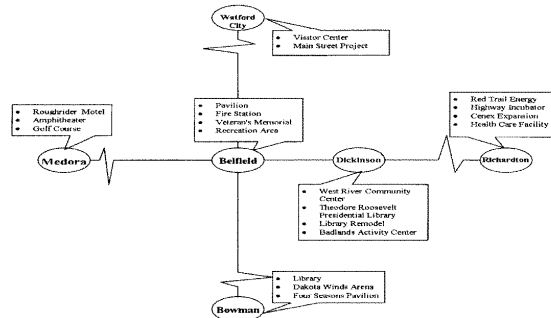 Watford
City
• Visitor Center
• Main Street Project
• Roughrider Motel
• Amphitheater
• Golf Course
Medora
• Pavilion
• Fire Station
• Veteran's Memorial
• Recreation Area
Belfield
Dickinson
• West River Community
Center
• Theodore Roosevelt
Presidential Library
• Library Remodel
• Badlands Activity Center
• Red Trail Energy
• Highway Incubator
• Cenex Expansion
• Health Care Facility
Richardton
• Library
• Dakota Winds Arena
• Four Seasons Pavilion
Bowman